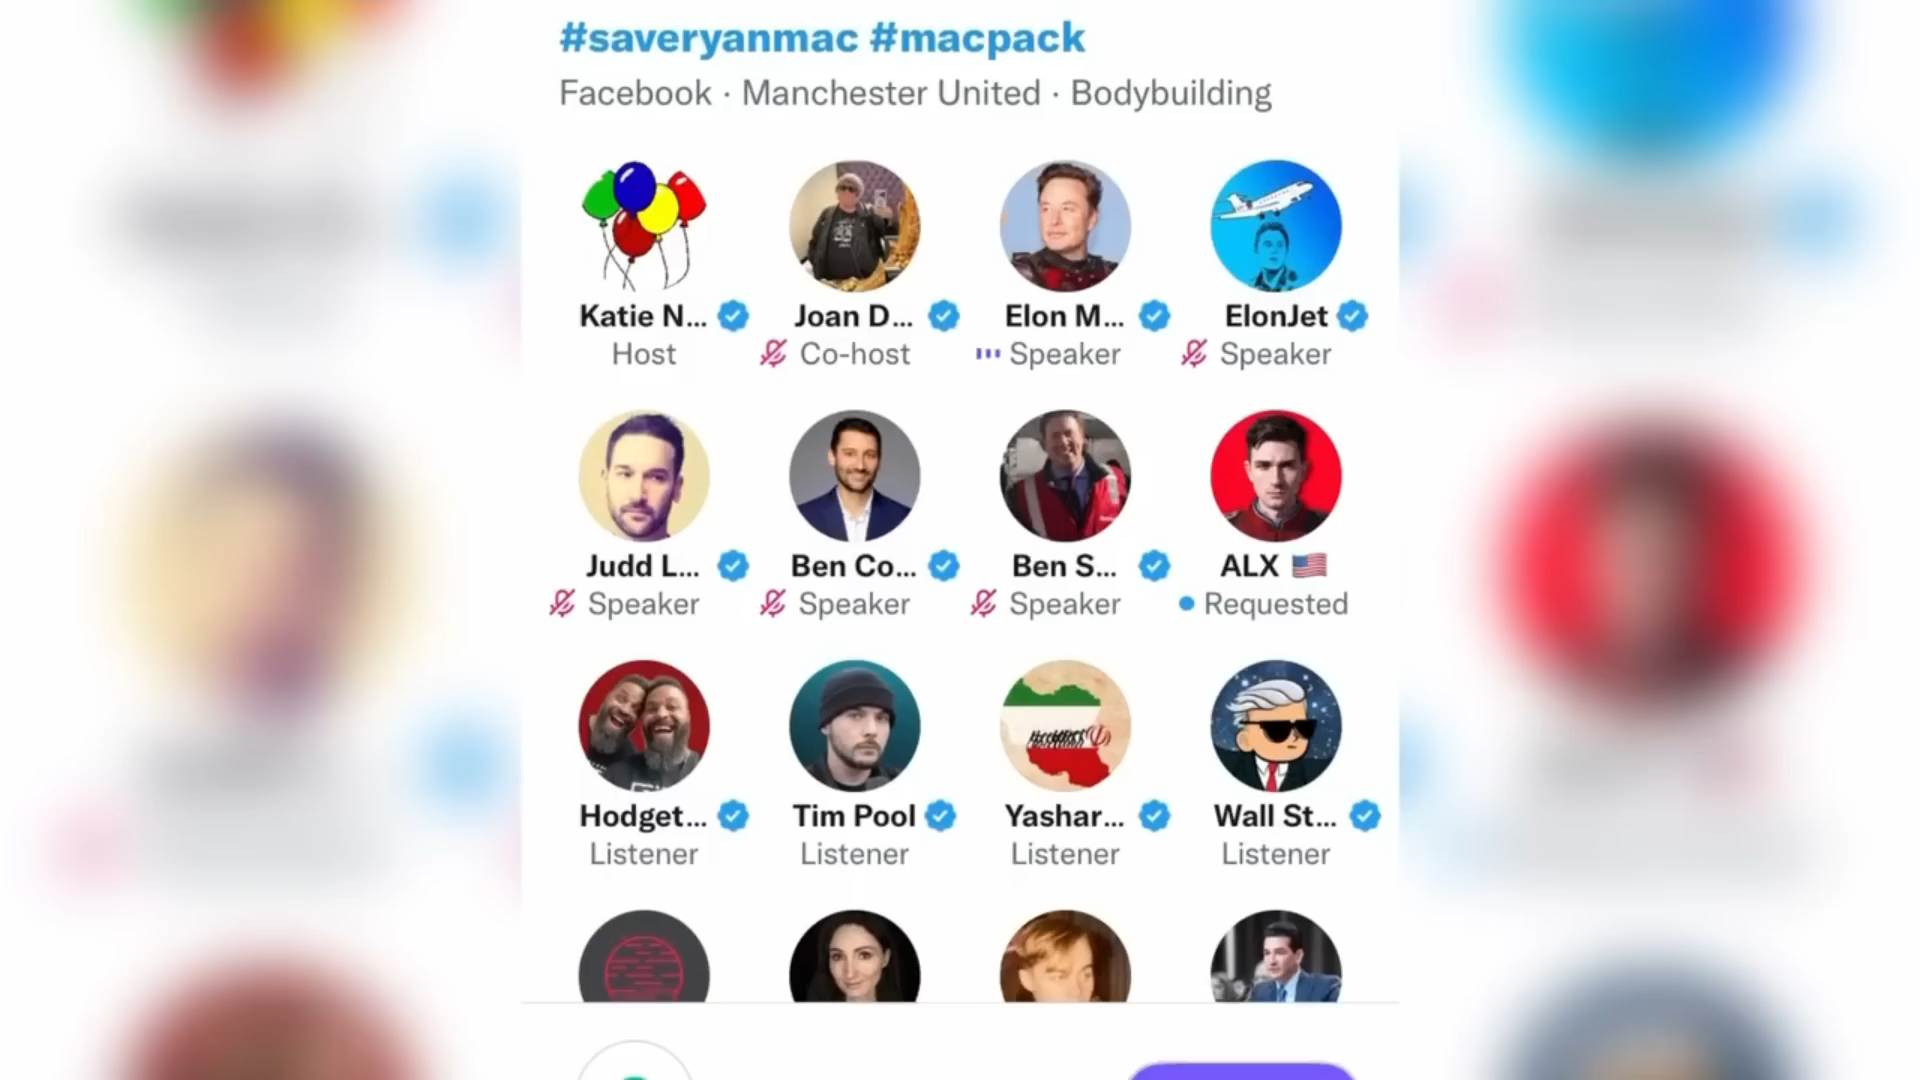 #saveryanmac #macpack
Facebook · Manchester United · Bodybuilding
Katie N... Joan D... Elon M... ElonJet
Host Co-host Speaker Speaker
Judd L... Ben Co... Ben S... ALX
Speaker Speaker Speaker Requested
Hodget... Tim Pool Yashar... Wall St...
Listener Listener Listener Listener